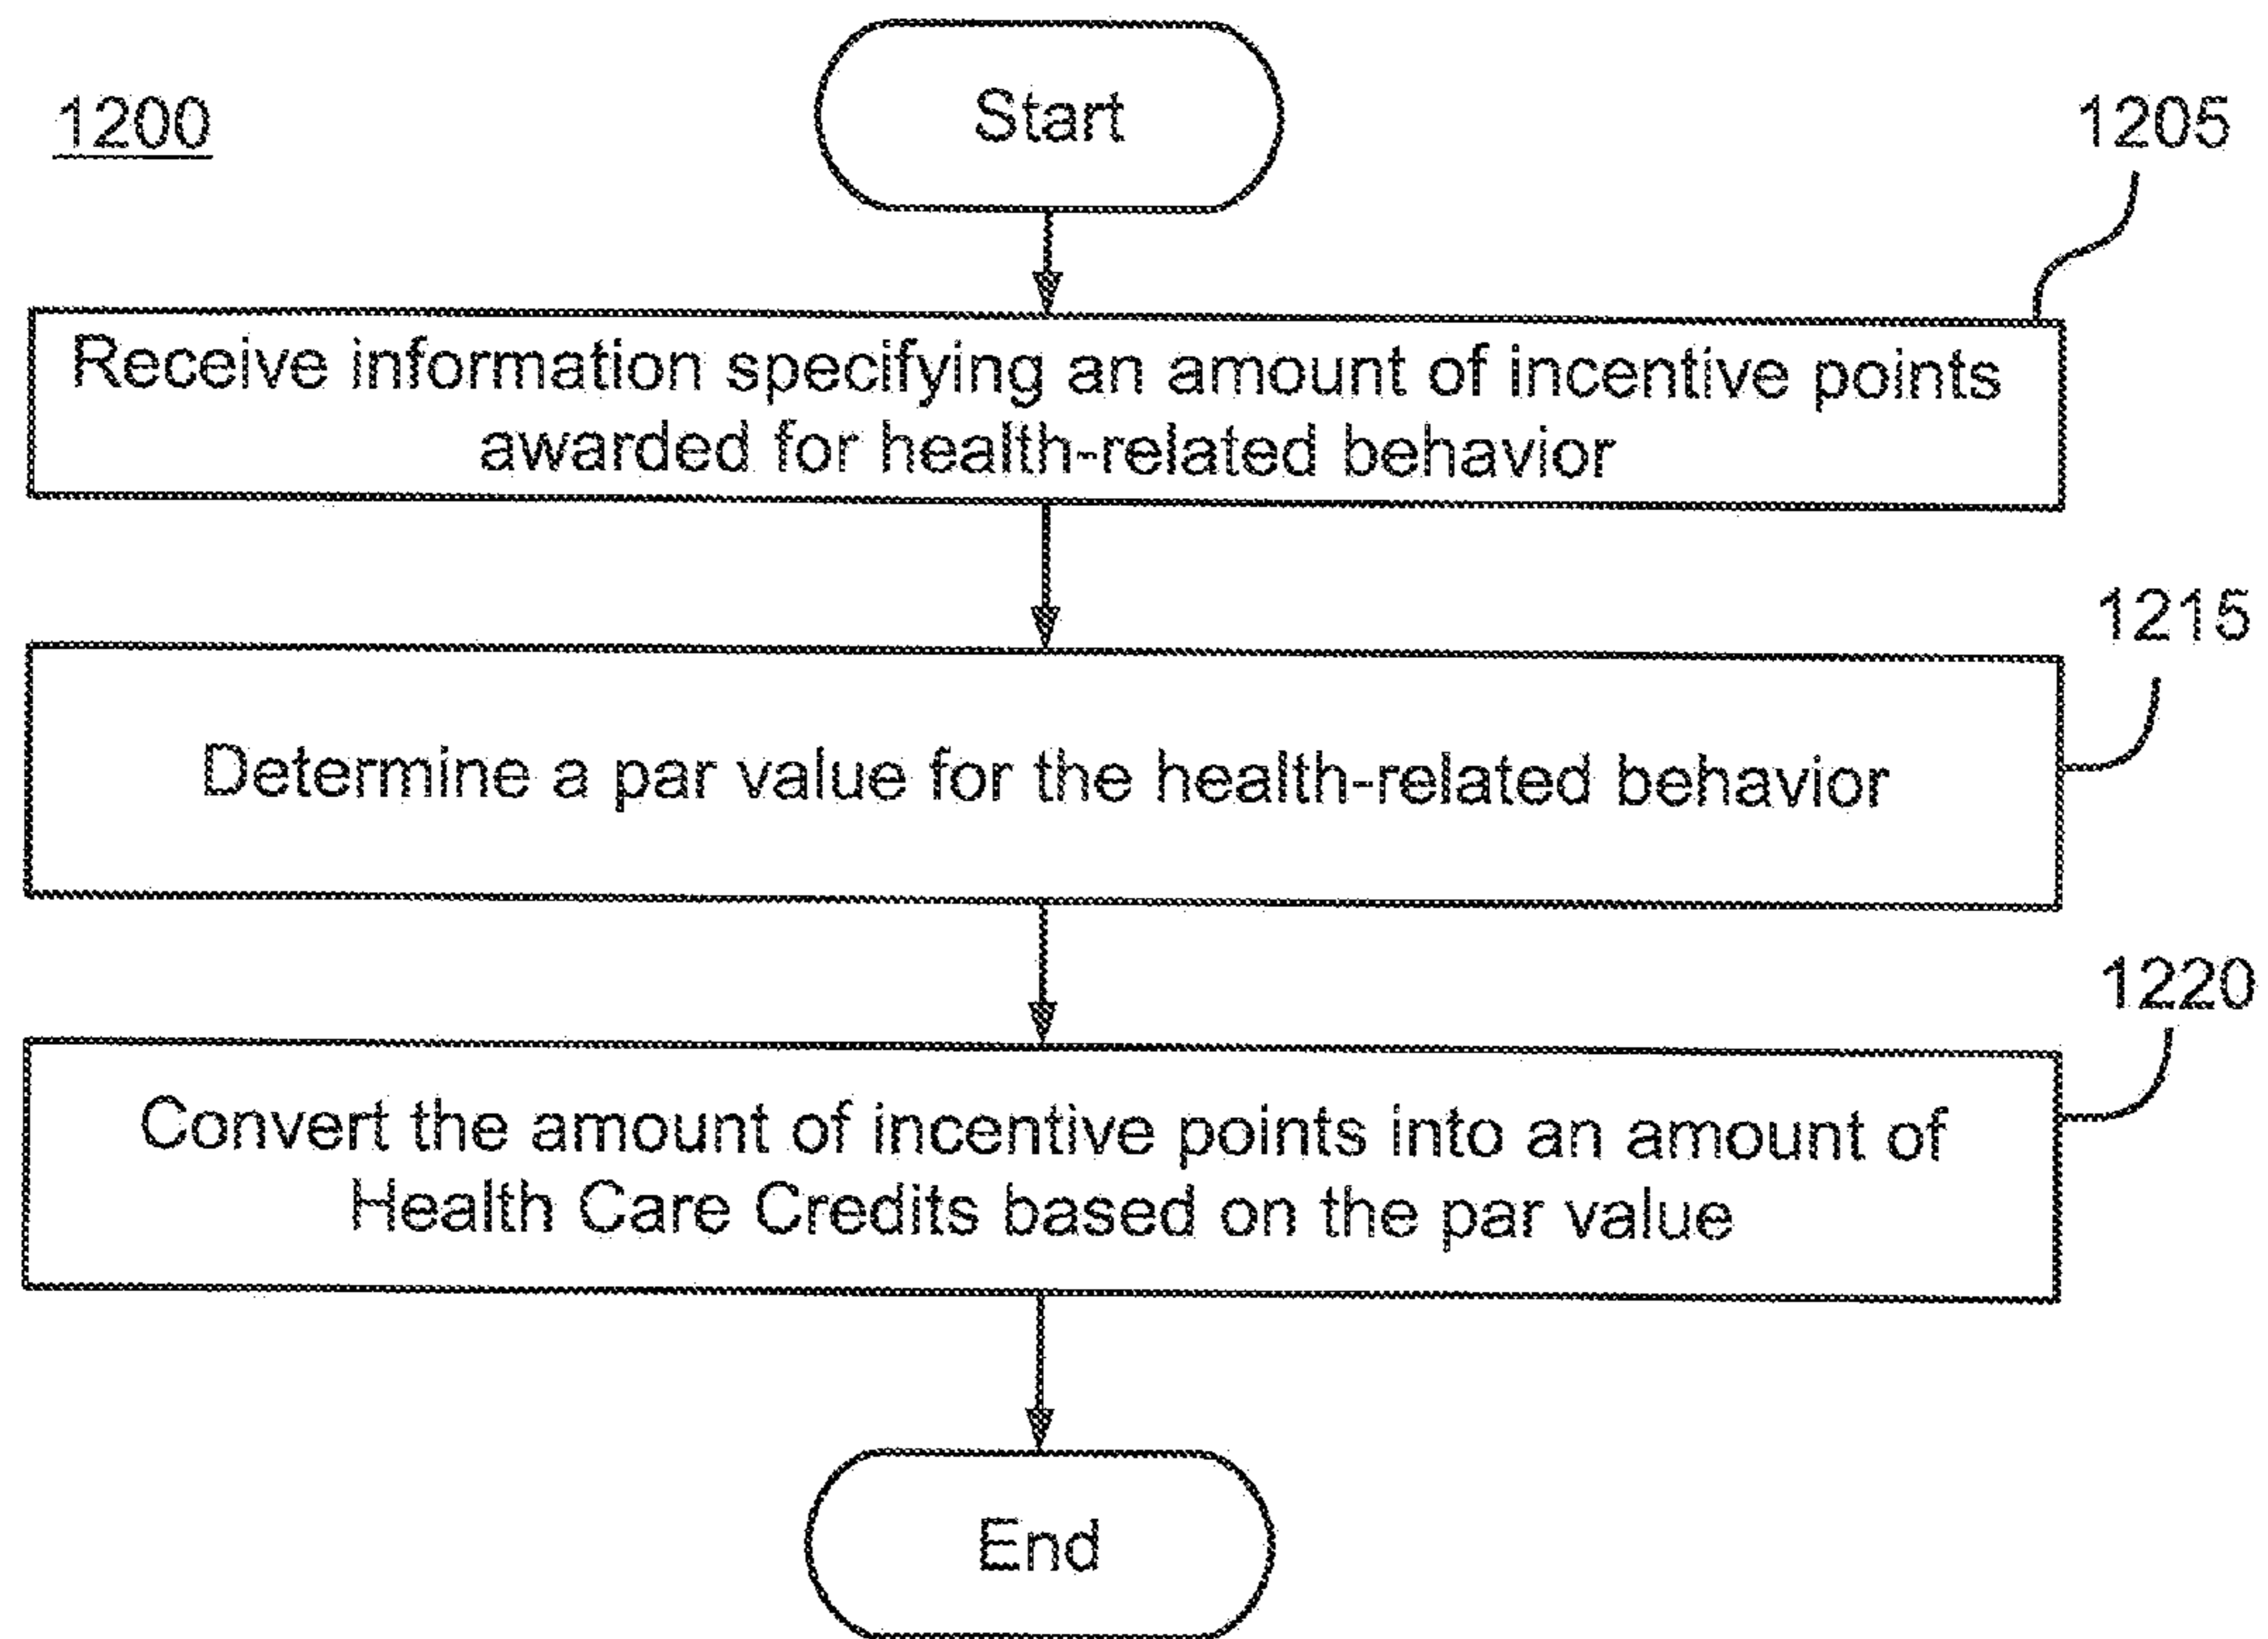 1200
Start
1205
Receive information specifying an amount of incentive points
awarded for health-related behavior
1215
Determine a par value for the health-related behavior
1220
Convert the amount of incentive points into an amount of
Health Care Credits based on the par value
End